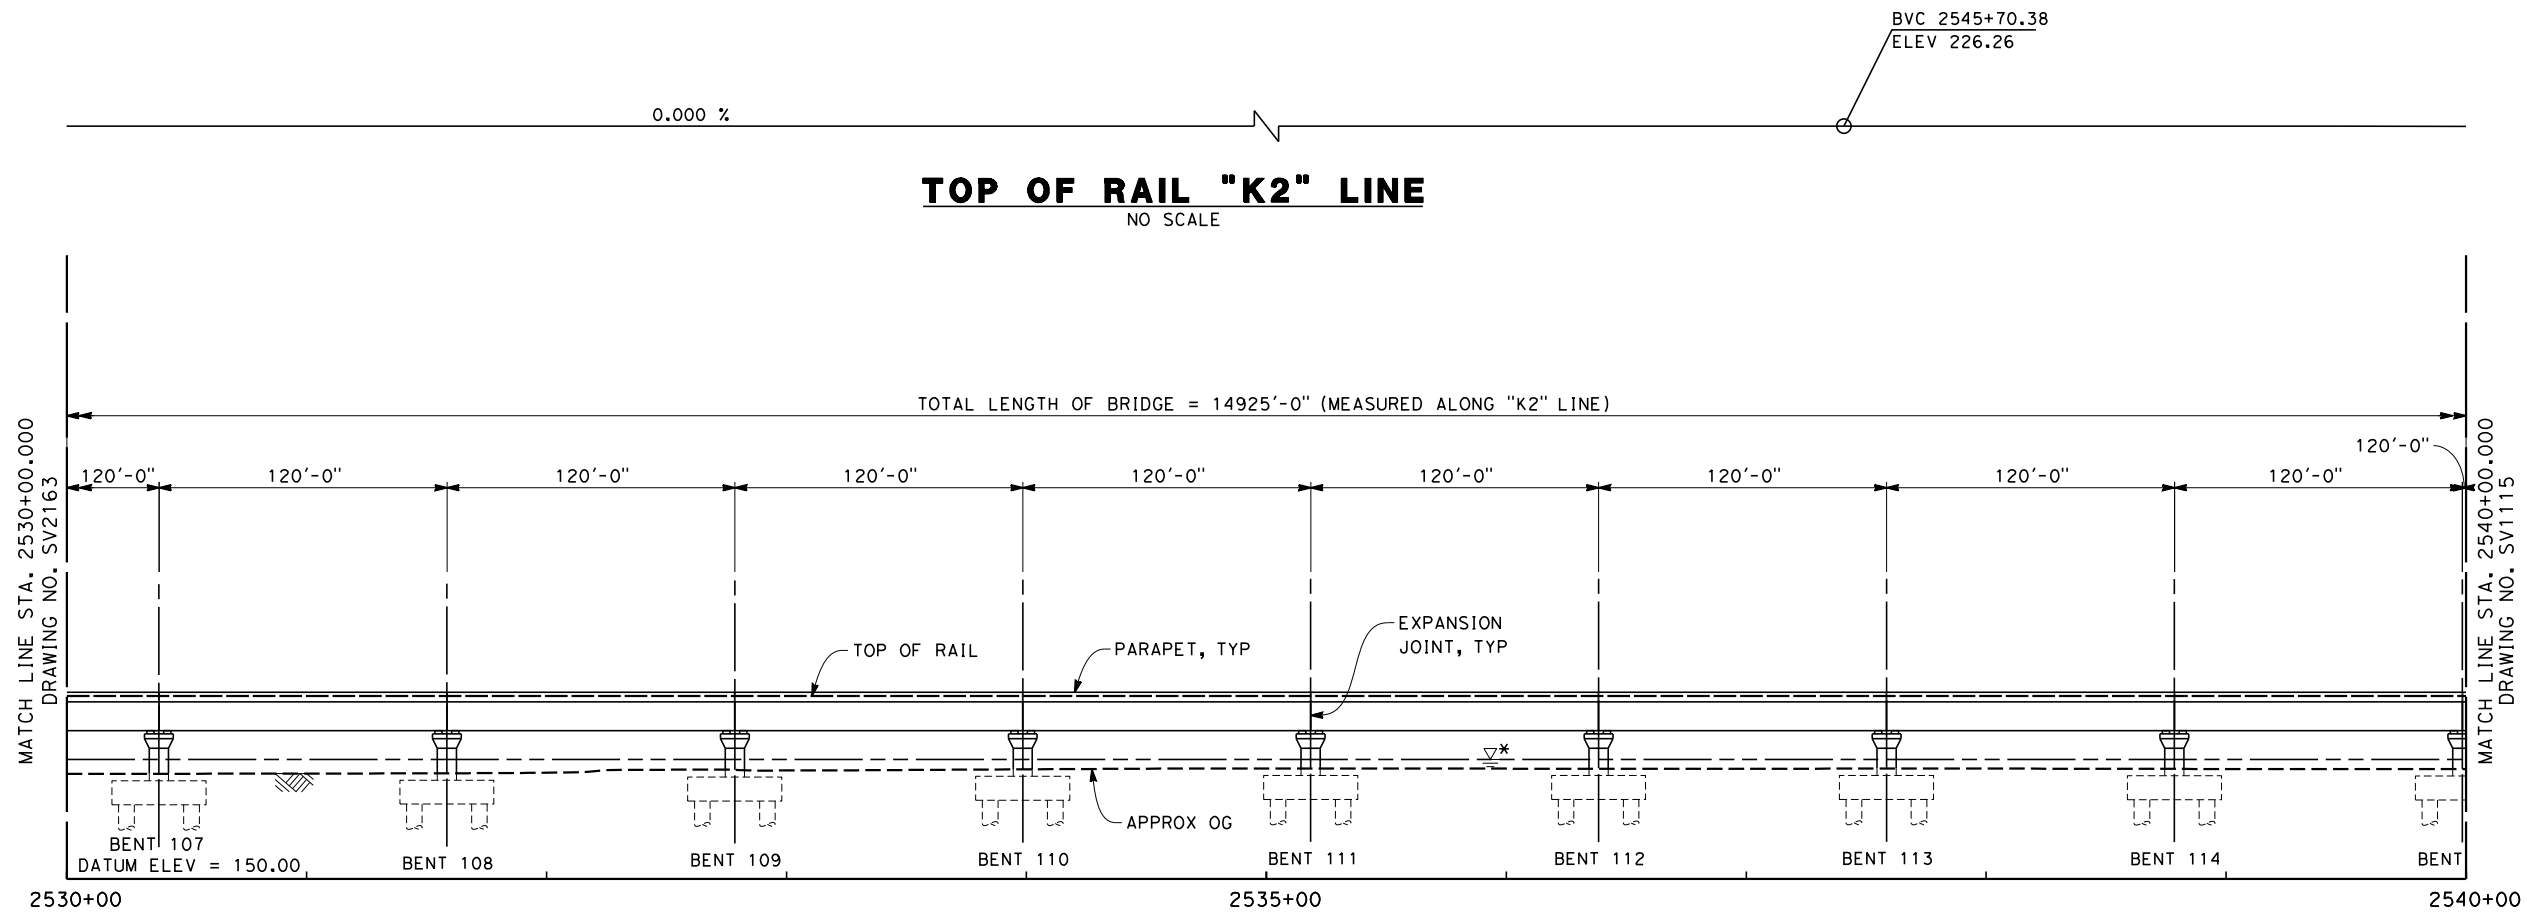 BVC 2545+70.38
ELEV 226.26
0.000 %
TOP OF RAIL "K2" LINE
NO SCALE
TOTAL LENGTH OF BRIDGE = 14925'-0" (MEASURED ALONG "K2" LINE)
120'-0"
120'-0" 120'-0" 120'-0" 120'-0" 120'-0" 120'-0" 120'-0" 120'-0" 120'-0"
MATCH LINE STA. 2530+00.000
DRAWING NO. SV2163
MATCH LINE STA. 2540+00.000
DRAWING NO. SV1115
EXPANSION
JOINT, TYP
TOP OF RAIL
PARAPET, TYP
*
APPROX OG
BENT 107 BENT 108 BENT 109 BENT 110 BENT 111 BENT 112 BENT 113 BENT 114 BENT
DATUM ELEV = 150.00
2530+00 2535+00 2540+00